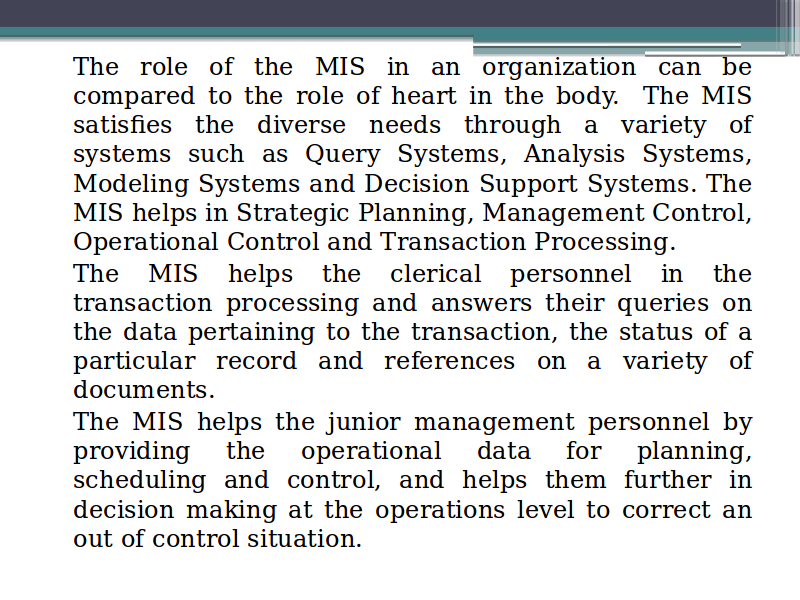 The role of the MIS in an organization can be
compared to the role of heart in the body.  The MIS
satisfies the diverse needs through a variety of
systems such as Query Systems, Analysis Systems,
Modeling Systems and Decision Support Systems. The
MIS helps in Strategic Planning, Management Control,
Operational Control and Transaction Processing.
The MIS helps the clerical personnel in the
transaction processing and answers their queries on
the data pertaining to the transaction, the status of a
particular record and references on a variety of
documents.
The MIS helps the junior management personnel by
providing the operational data for planning,
scheduling and control, and helps them further in
decision making at the operations level to correct an
out of control situation.